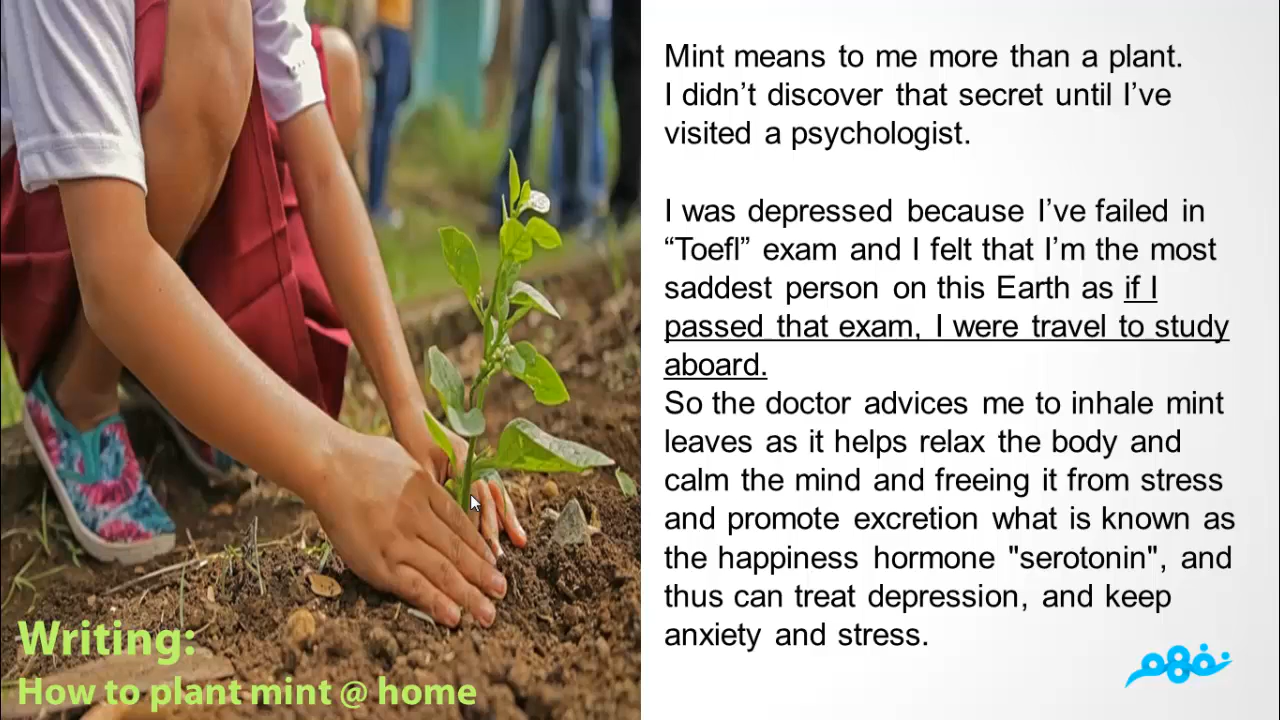 Mint means to me more than a plant.
I didn't discover that secret until I've
visited a psychologist.
I was depressed because I've failed in
“Toefl” exam and I felt that I'm the most
saddest person on this Earth as if I
passed that exam, I were travel to study
aboard.
So the doctor advices me to inhale mint
leaves as it helps relax the body and
calm the mind and freeing it from stress
and promote excretion what is known as
the happiness hormone "serotonin", and
thus can treat depression, and keep
anxiety and stress.
Writing:
How to plant mint @ home
نفهم